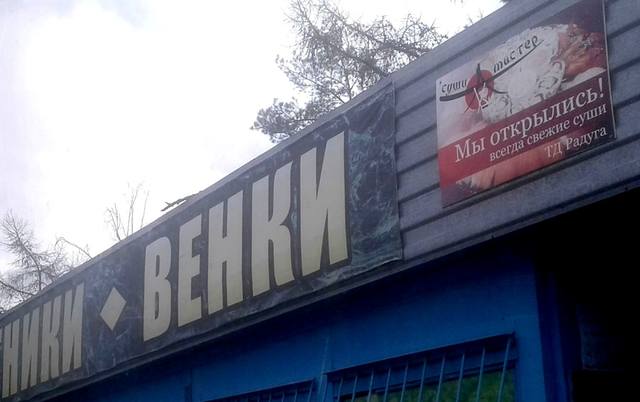 НИКИ ◆ ВЕНКИ
суши мастер
Мы открылись!
всегда свежие суши
ТД Радуга